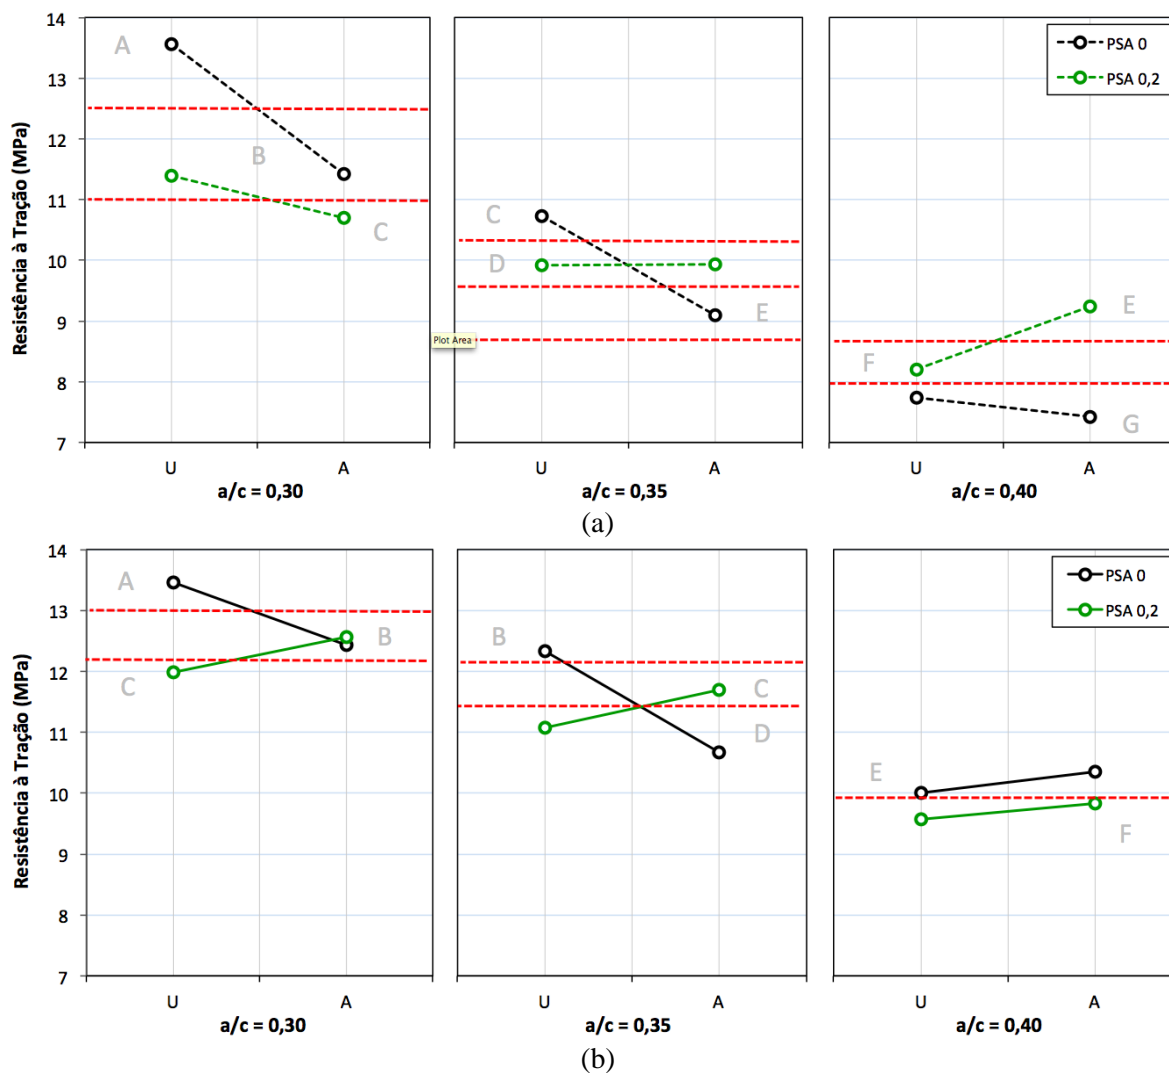 Resistência à Tração (MPa)
14
13
12
11
10
9
8
7
A
B
C
U
A
a/c = 0,30
C
D
E
Plot Area
U
A
a/c = 0,35
PSA 0
PSA 0,2
E
F
G
U
A
a/c = 0,40
(a)
Resistência à Tração (MPa)
14
13
12
11
10
9
8
7
A
B
C
U
A
a/c = 0,30
B
C
D
U
A
a/c = 0,35
PSA 0
PSA 0,2
E
F
U
A
a/c = 0,40
(b)